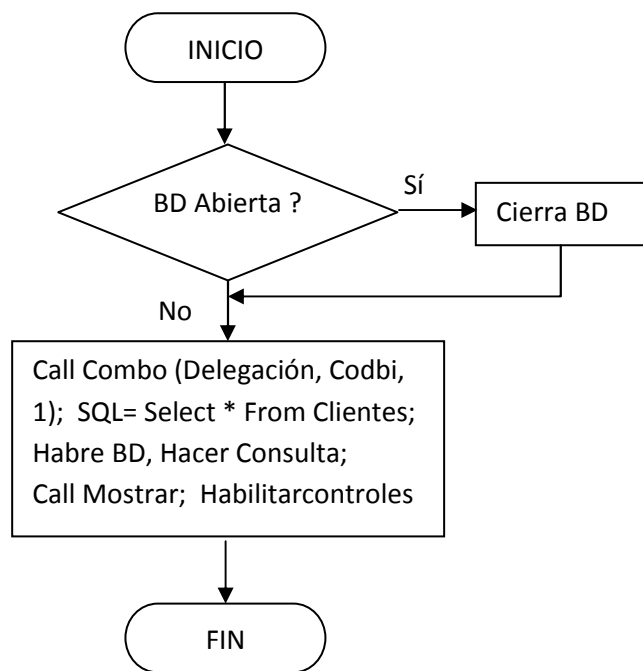 INICIO
BD Abierta ?
Sí
Cierra BD
No
Call Combo (Delegación, Codbi,
1); SQL= Select * From Clientes;
Habre BD, Hacer Consulta;
Call Mostrar; Habilitarcontroles
FIN